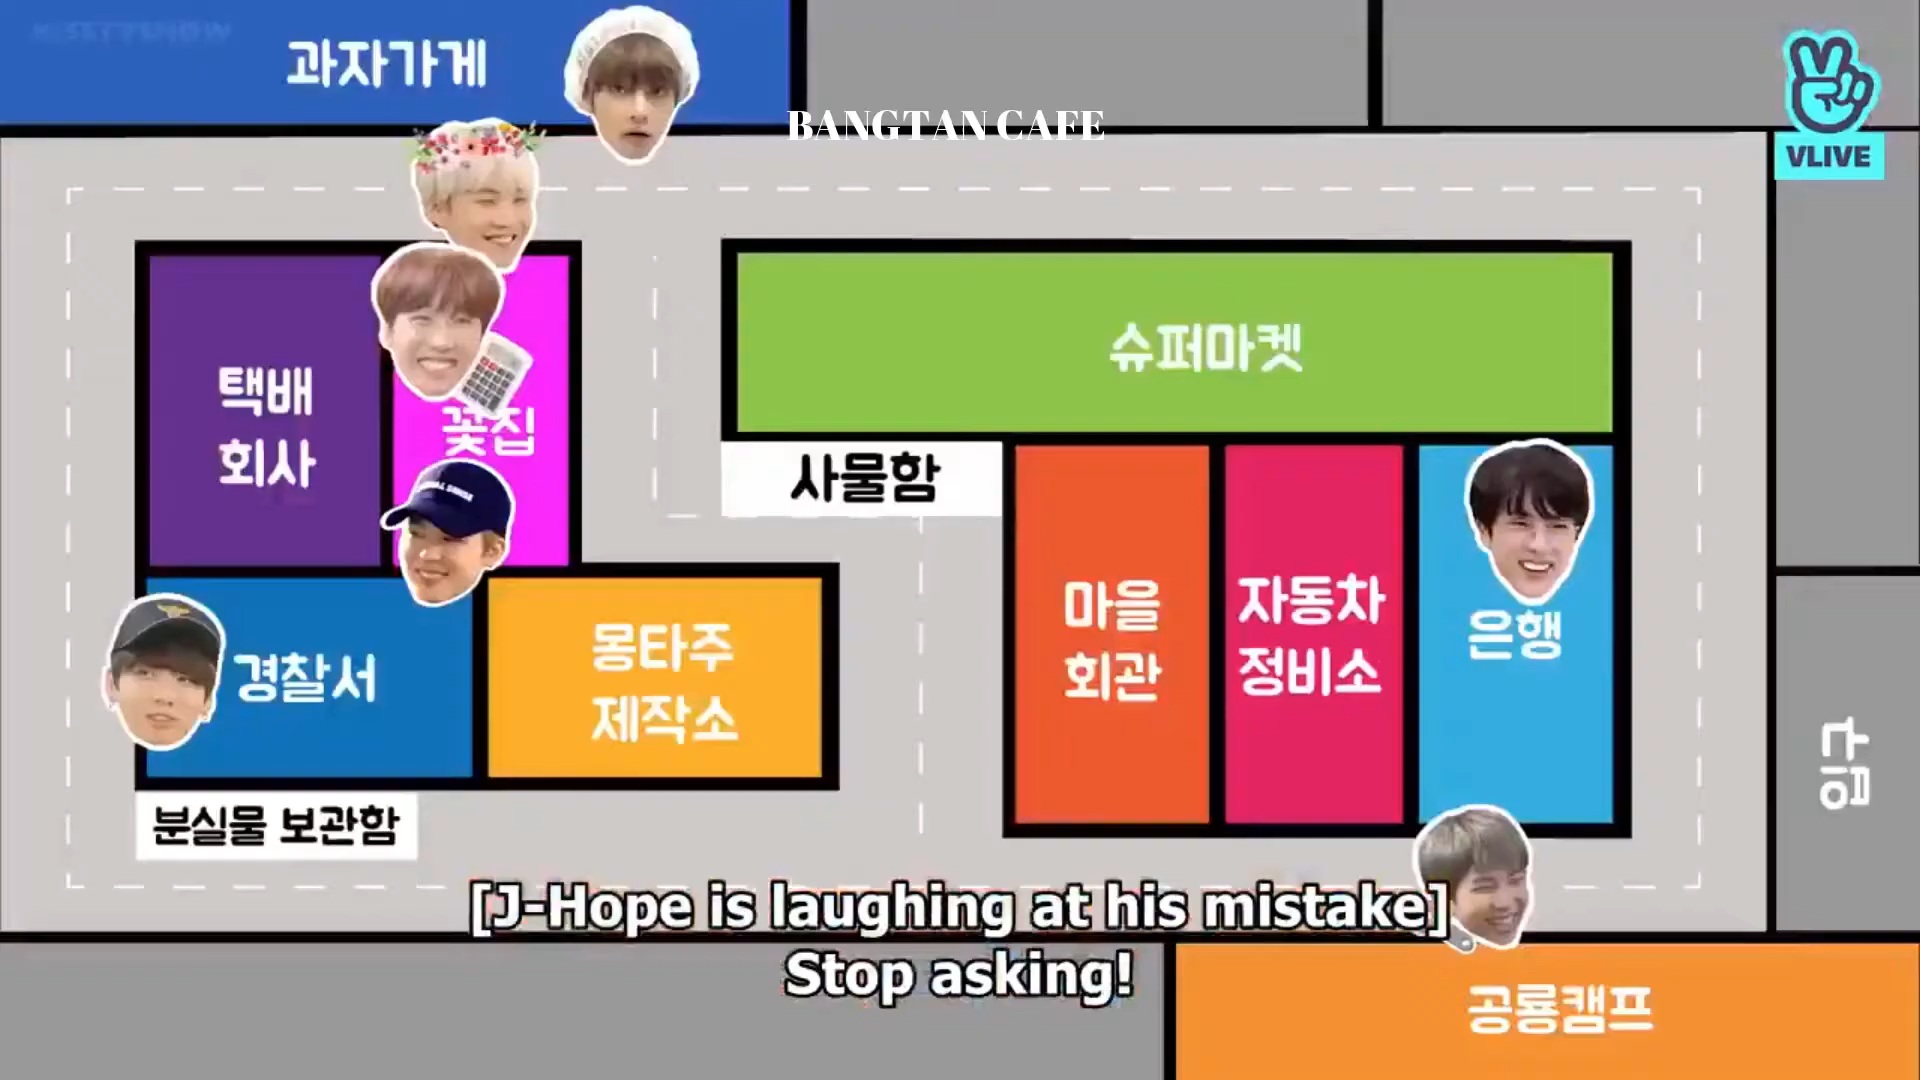 과자가게
BANGTAN CAFE
VLIVE
택배
회사
꽃집
슈퍼마켓
사물함
경찰서
몽타주
제작소
마을
회관
자동차
정비소
은행
분실물 보관함
[J-Hope is laughing at his mistake]
Stop asking!
공룡캠프